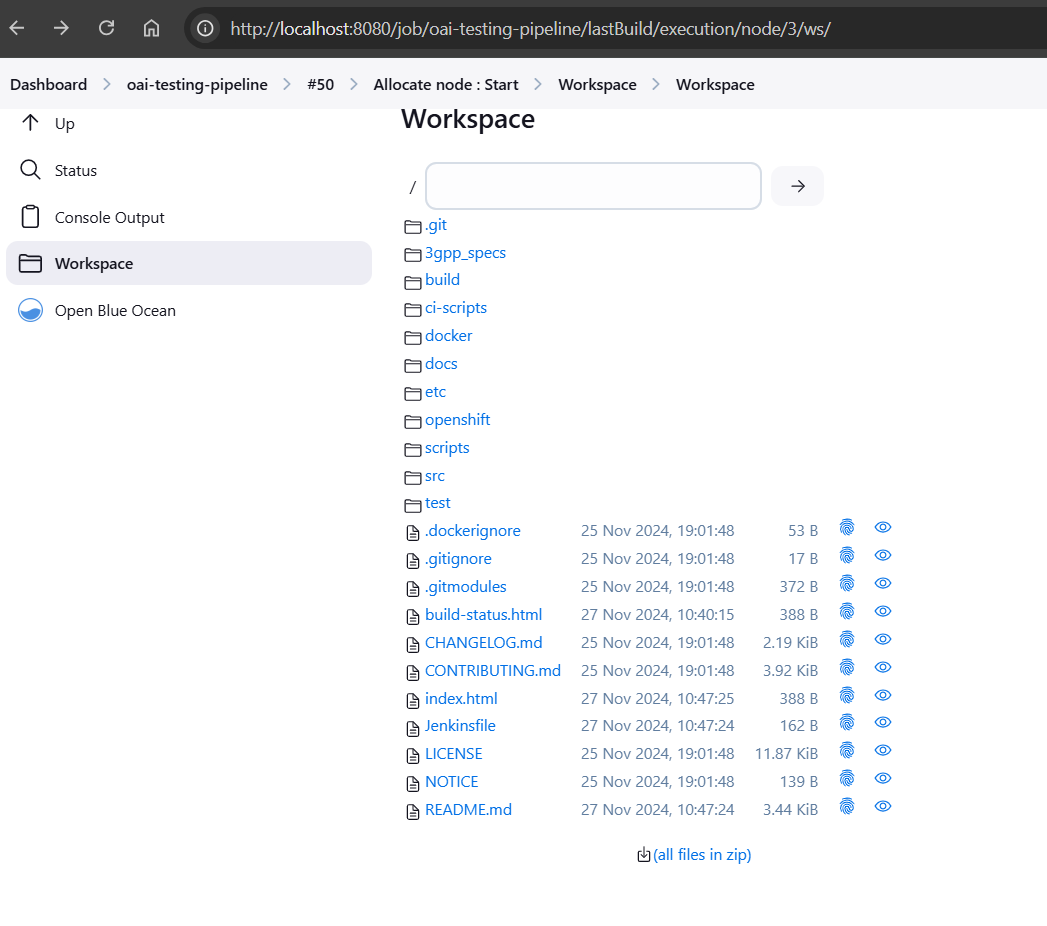 http://localhost:8080/job/oai-testing-pipeline/lastBuild/execution/node/3/ws/
Dashboard > oai-testing-pipeline > #50 > Allocate node : Start > Workspace > Workspace
Up
Status
Console Output
Workspace
Open Blue Ocean
Workspace
/
.git
3gpp_specs
build
ci-scripts
docker
docs
etc
openshift
scripts
src
test
.dockerignore 25 Nov 2024, 19:01:48 53 B
.gitignore 25 Nov 2024, 19:01:48 17 B
.gitmodules 25 Nov 2024, 19:01:48 372 B
build-status.html 27 Nov 2024, 10:40:15 388 B
CHANGELOG.md 25 Nov 2024, 19:01:48 2.19 KiB
CONTRIBUTING.md 25 Nov 2024, 19:01:48 3.92 KiB
index.html 27 Nov 2024, 10:47:25 388 B
Jenkinsfile 27 Nov 2024, 10:47:24 162 B
LICENSE 25 Nov 2024, 19:01:48 11.87 KiB
NOTICE 25 Nov 2024, 19:01:48 139 B
README.md 27 Nov 2024, 10:47:24 3.44 KiB
(all files in zip)